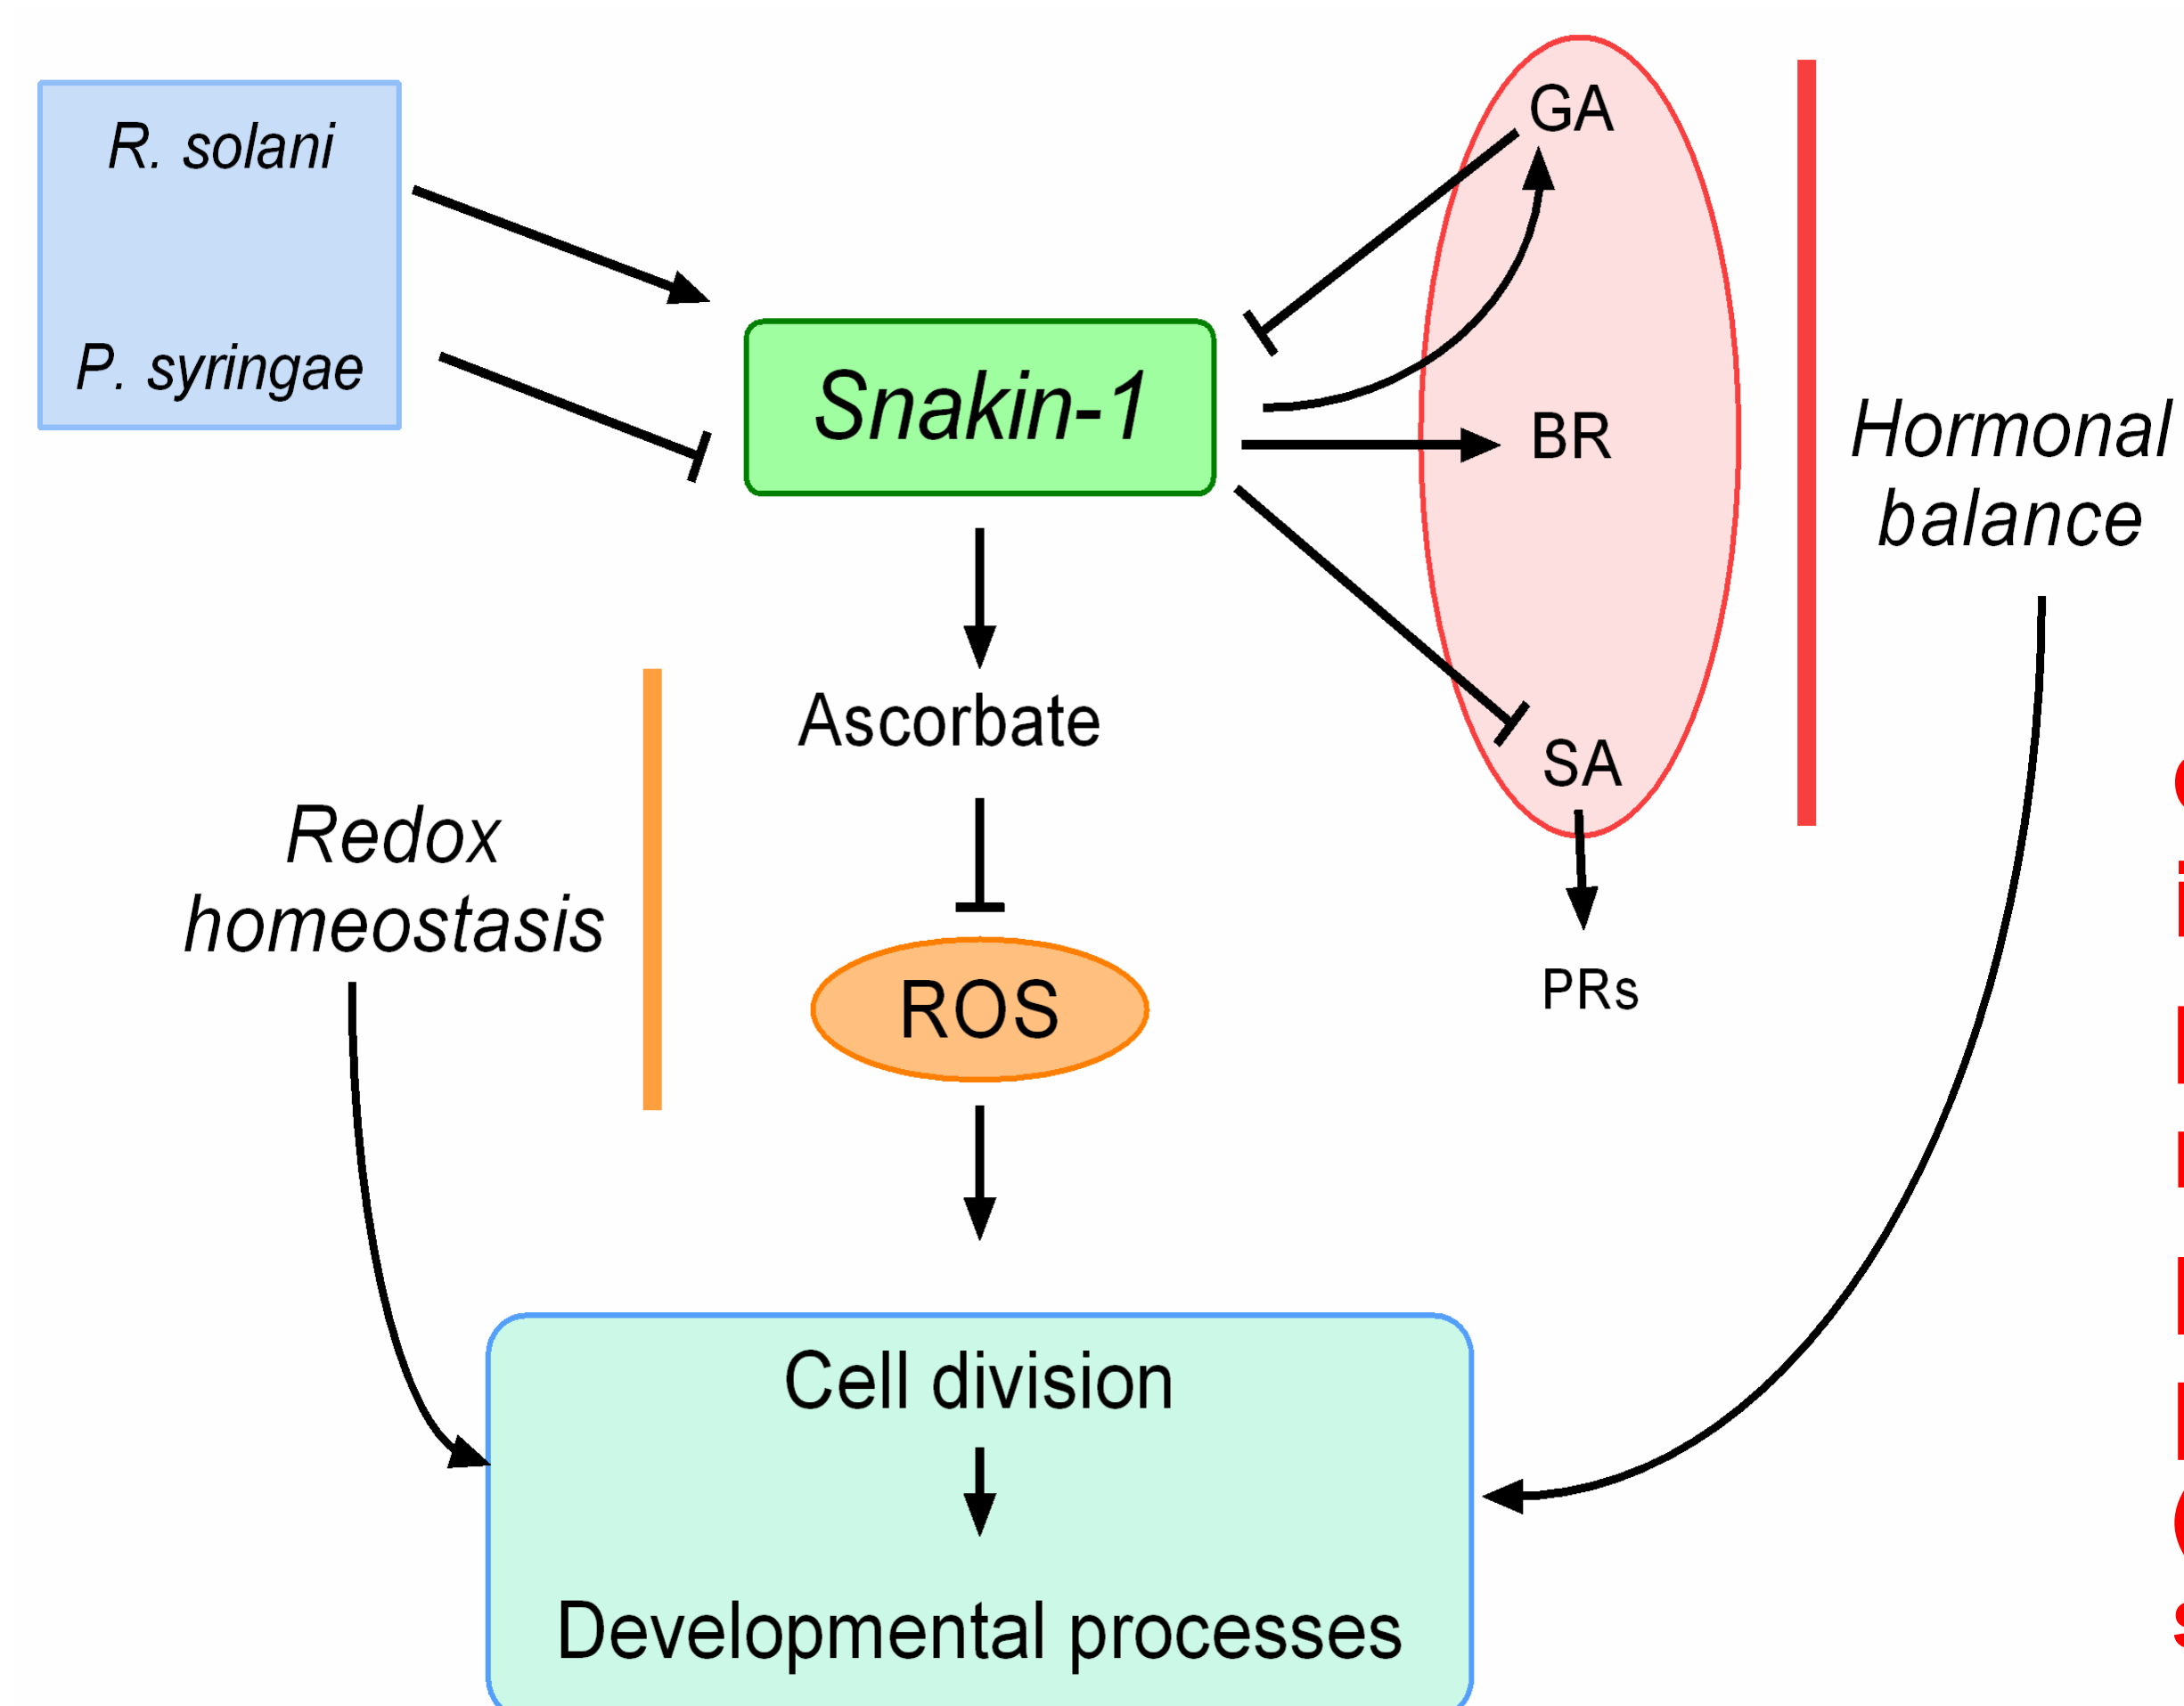 R. solani
P. syringae
Snakin-1
GA
BR
SA
PRs
Hormonal
balance
Ascorbate
ROS
Redox
homeostasis
Cell division
Developmental processes